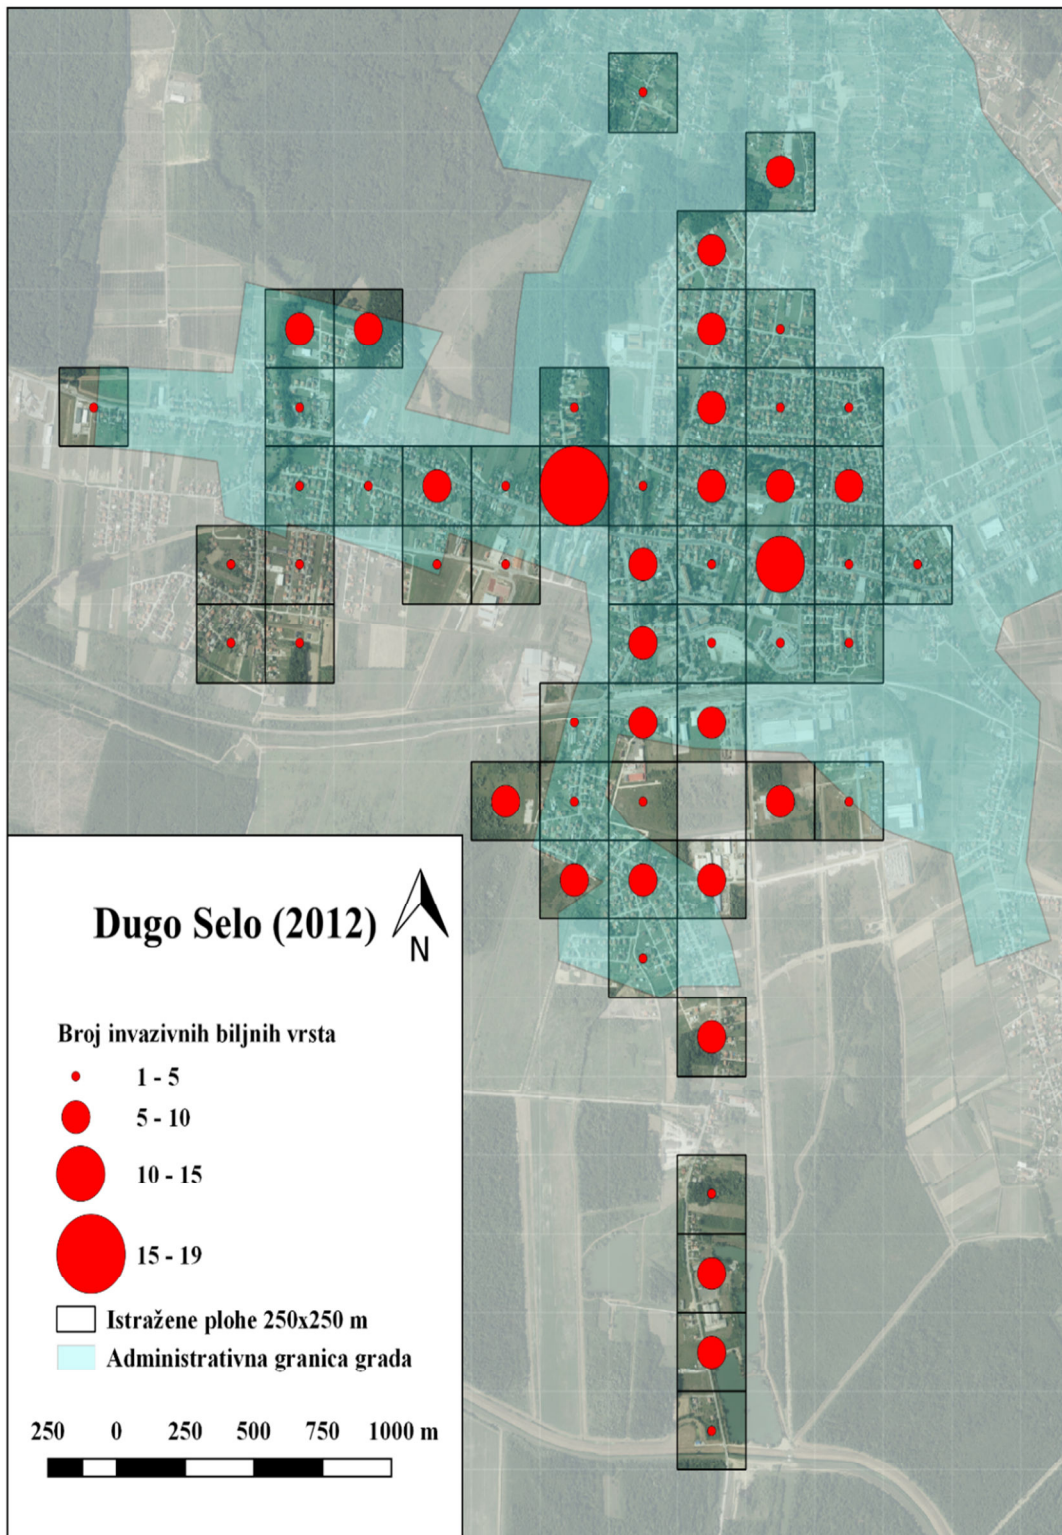 Dugo Selo (2012)
N
Broj invazivnih biljnih vrsta
1 - 5
5 - 10
10 - 15
15 - 19
Istražene plohe 250x250 m
Administrativna granica grada
250 0 250 500 750 1000 m